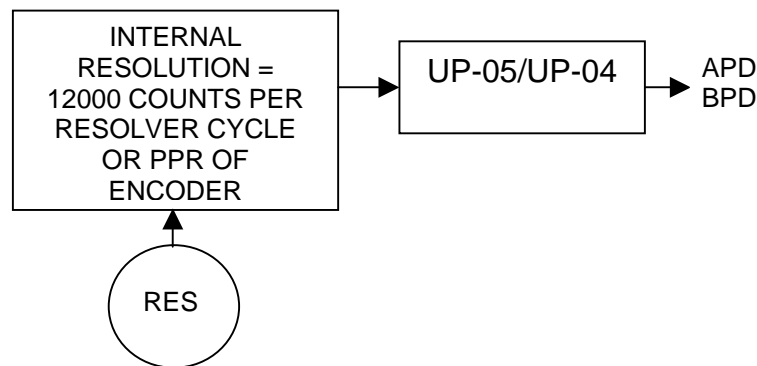 INTERNAL
RESOLUTION =
12000 COUNTS PER
RESOLVER CYCLE
OR PPR OF
ENCODER
UP-05/UP-04
APD
BPD
RES